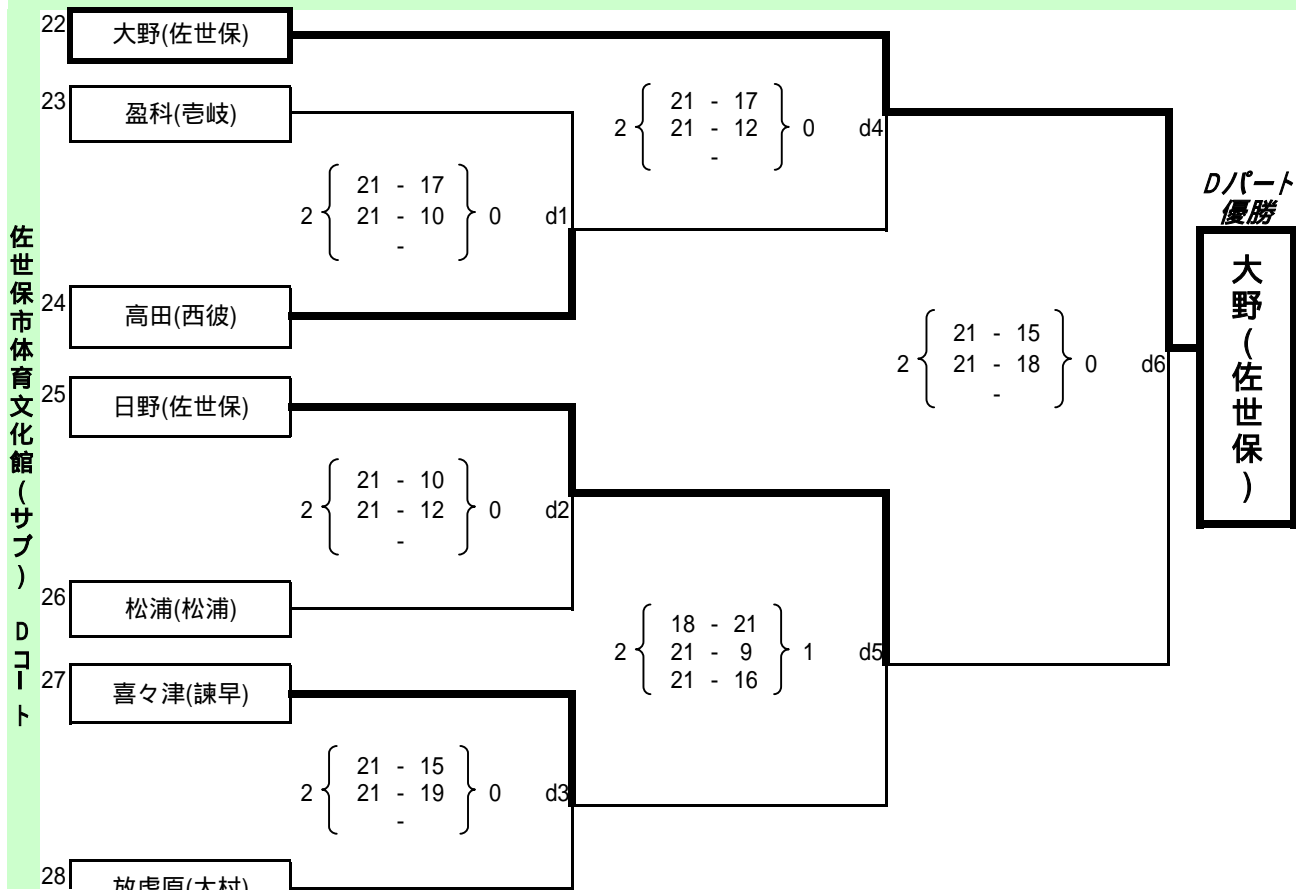 佐世保市体育文化館(サブ) Dコート
22
大野(佐世保)
23
盈科(壱岐)
2 21 - 17 0 d1
21 - 10
-
24
高田(西彼)
2 21 - 17 0 d4
21 - 12
-
25
日野(佐世保)
2 21 - 10 0 d2
21 - 12
-
26
松浦(松浦)
27
喜々津(諫早)
2 21 - 15 0 d3
21 - 19
-
28
放虎原(大村)
2 18 - 21 1 d5
21 - 9
21 - 16
2 21 - 15 0 d6
21 - 18
-
Dパート
優勝
大野(佐世保)